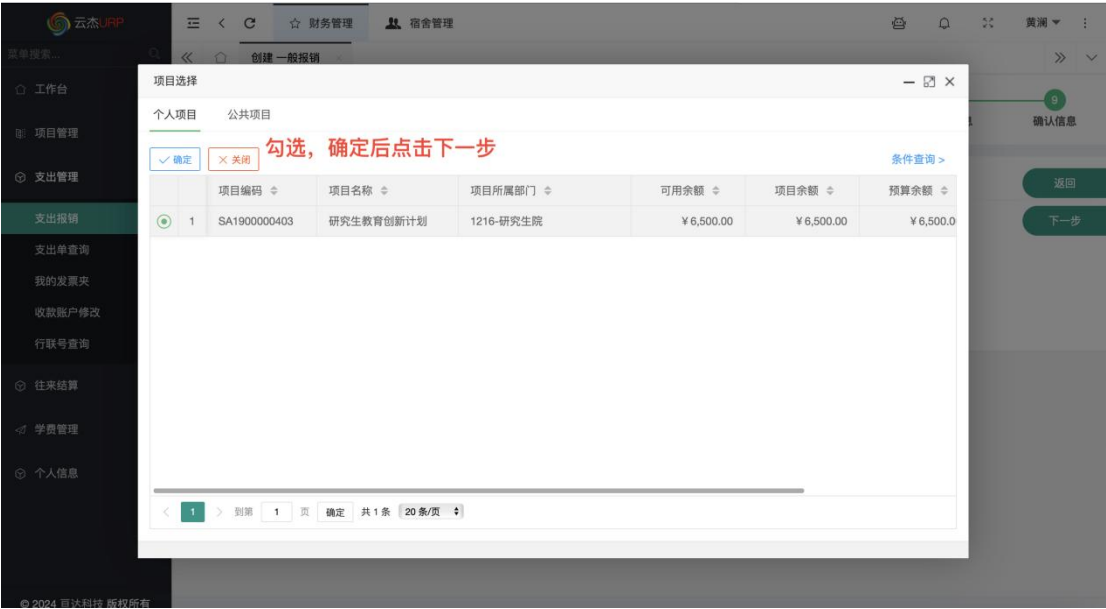 云杰URP
财务管理
宿舍管理
黄澜
菜单搜索...
创建 一般报销
工作台
项目管理
支出管理
支出报销
支出单查询
我的发票夹
收款账户修改
行联号查询
往来结算
学费管理
个人信息
© 2024 亘达科技 版权所有
项目选择
个人项目 公共项目
确定 关闭 勾选，确定后点击下一步 条件查询 >
项目编码 项目名称 项目所属部门 可用余额 项目余额 预算余额
1 SA1900000403 研究生教育创新计划 1216-研究生院 ¥6,500.00 ¥6,500.00 ¥6,500.0
1 到第 1 页 确定 共 1 条 20 条/页
9
确认信息
返回
下一步